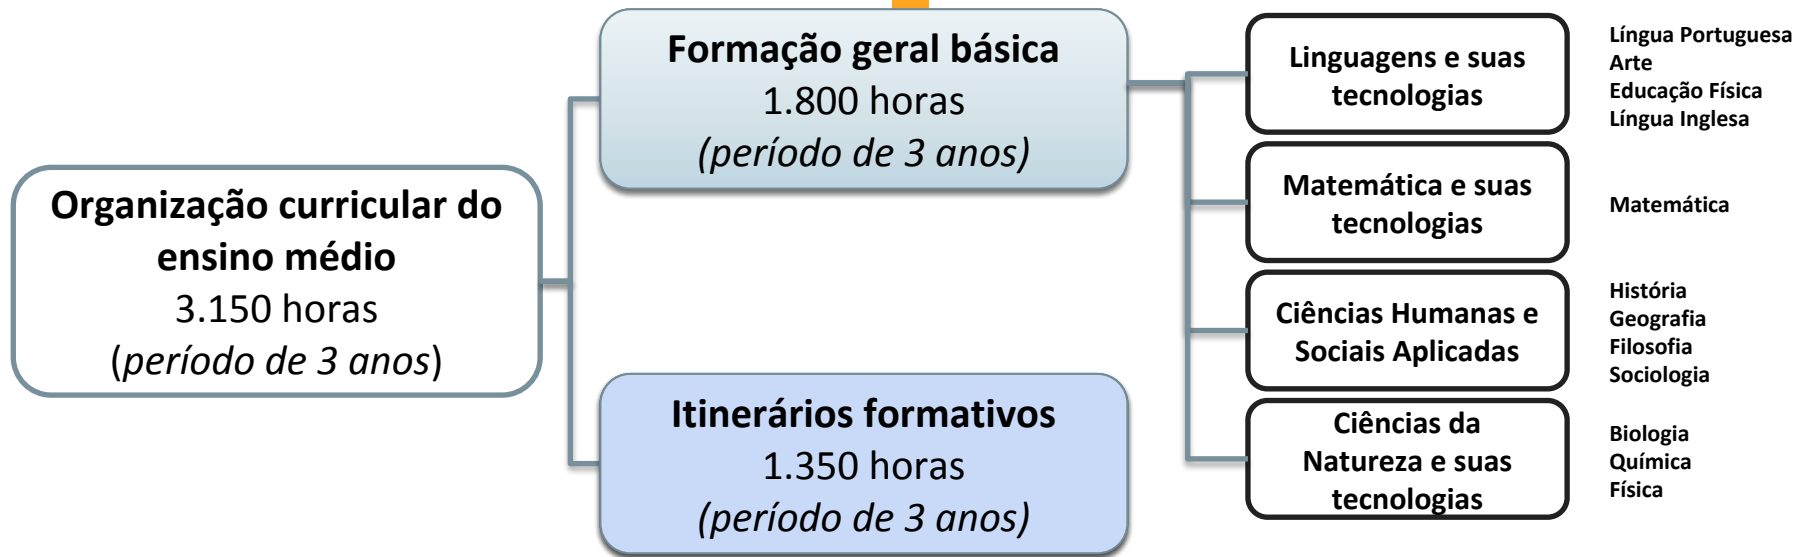 Organização curricular do
ensino médio
3.150 horas
(período de 3 anos)
Formação geral básica
1.800 horas
(período de 3 anos)
Linguagens e suas
tecnologias
Língua Portuguesa
Arte
Educação Física
Língua Inglesa
Matemática e suas
tecnologias
Matemática
Ciências Humanas e
Sociais Aplicadas
História
Geografia
Filosofia
Sociologia
Ciências da
Natureza e suas
tecnologias
Biologia
Química
Física
Itinerários formativos
1.350 horas
(período de 3 anos)